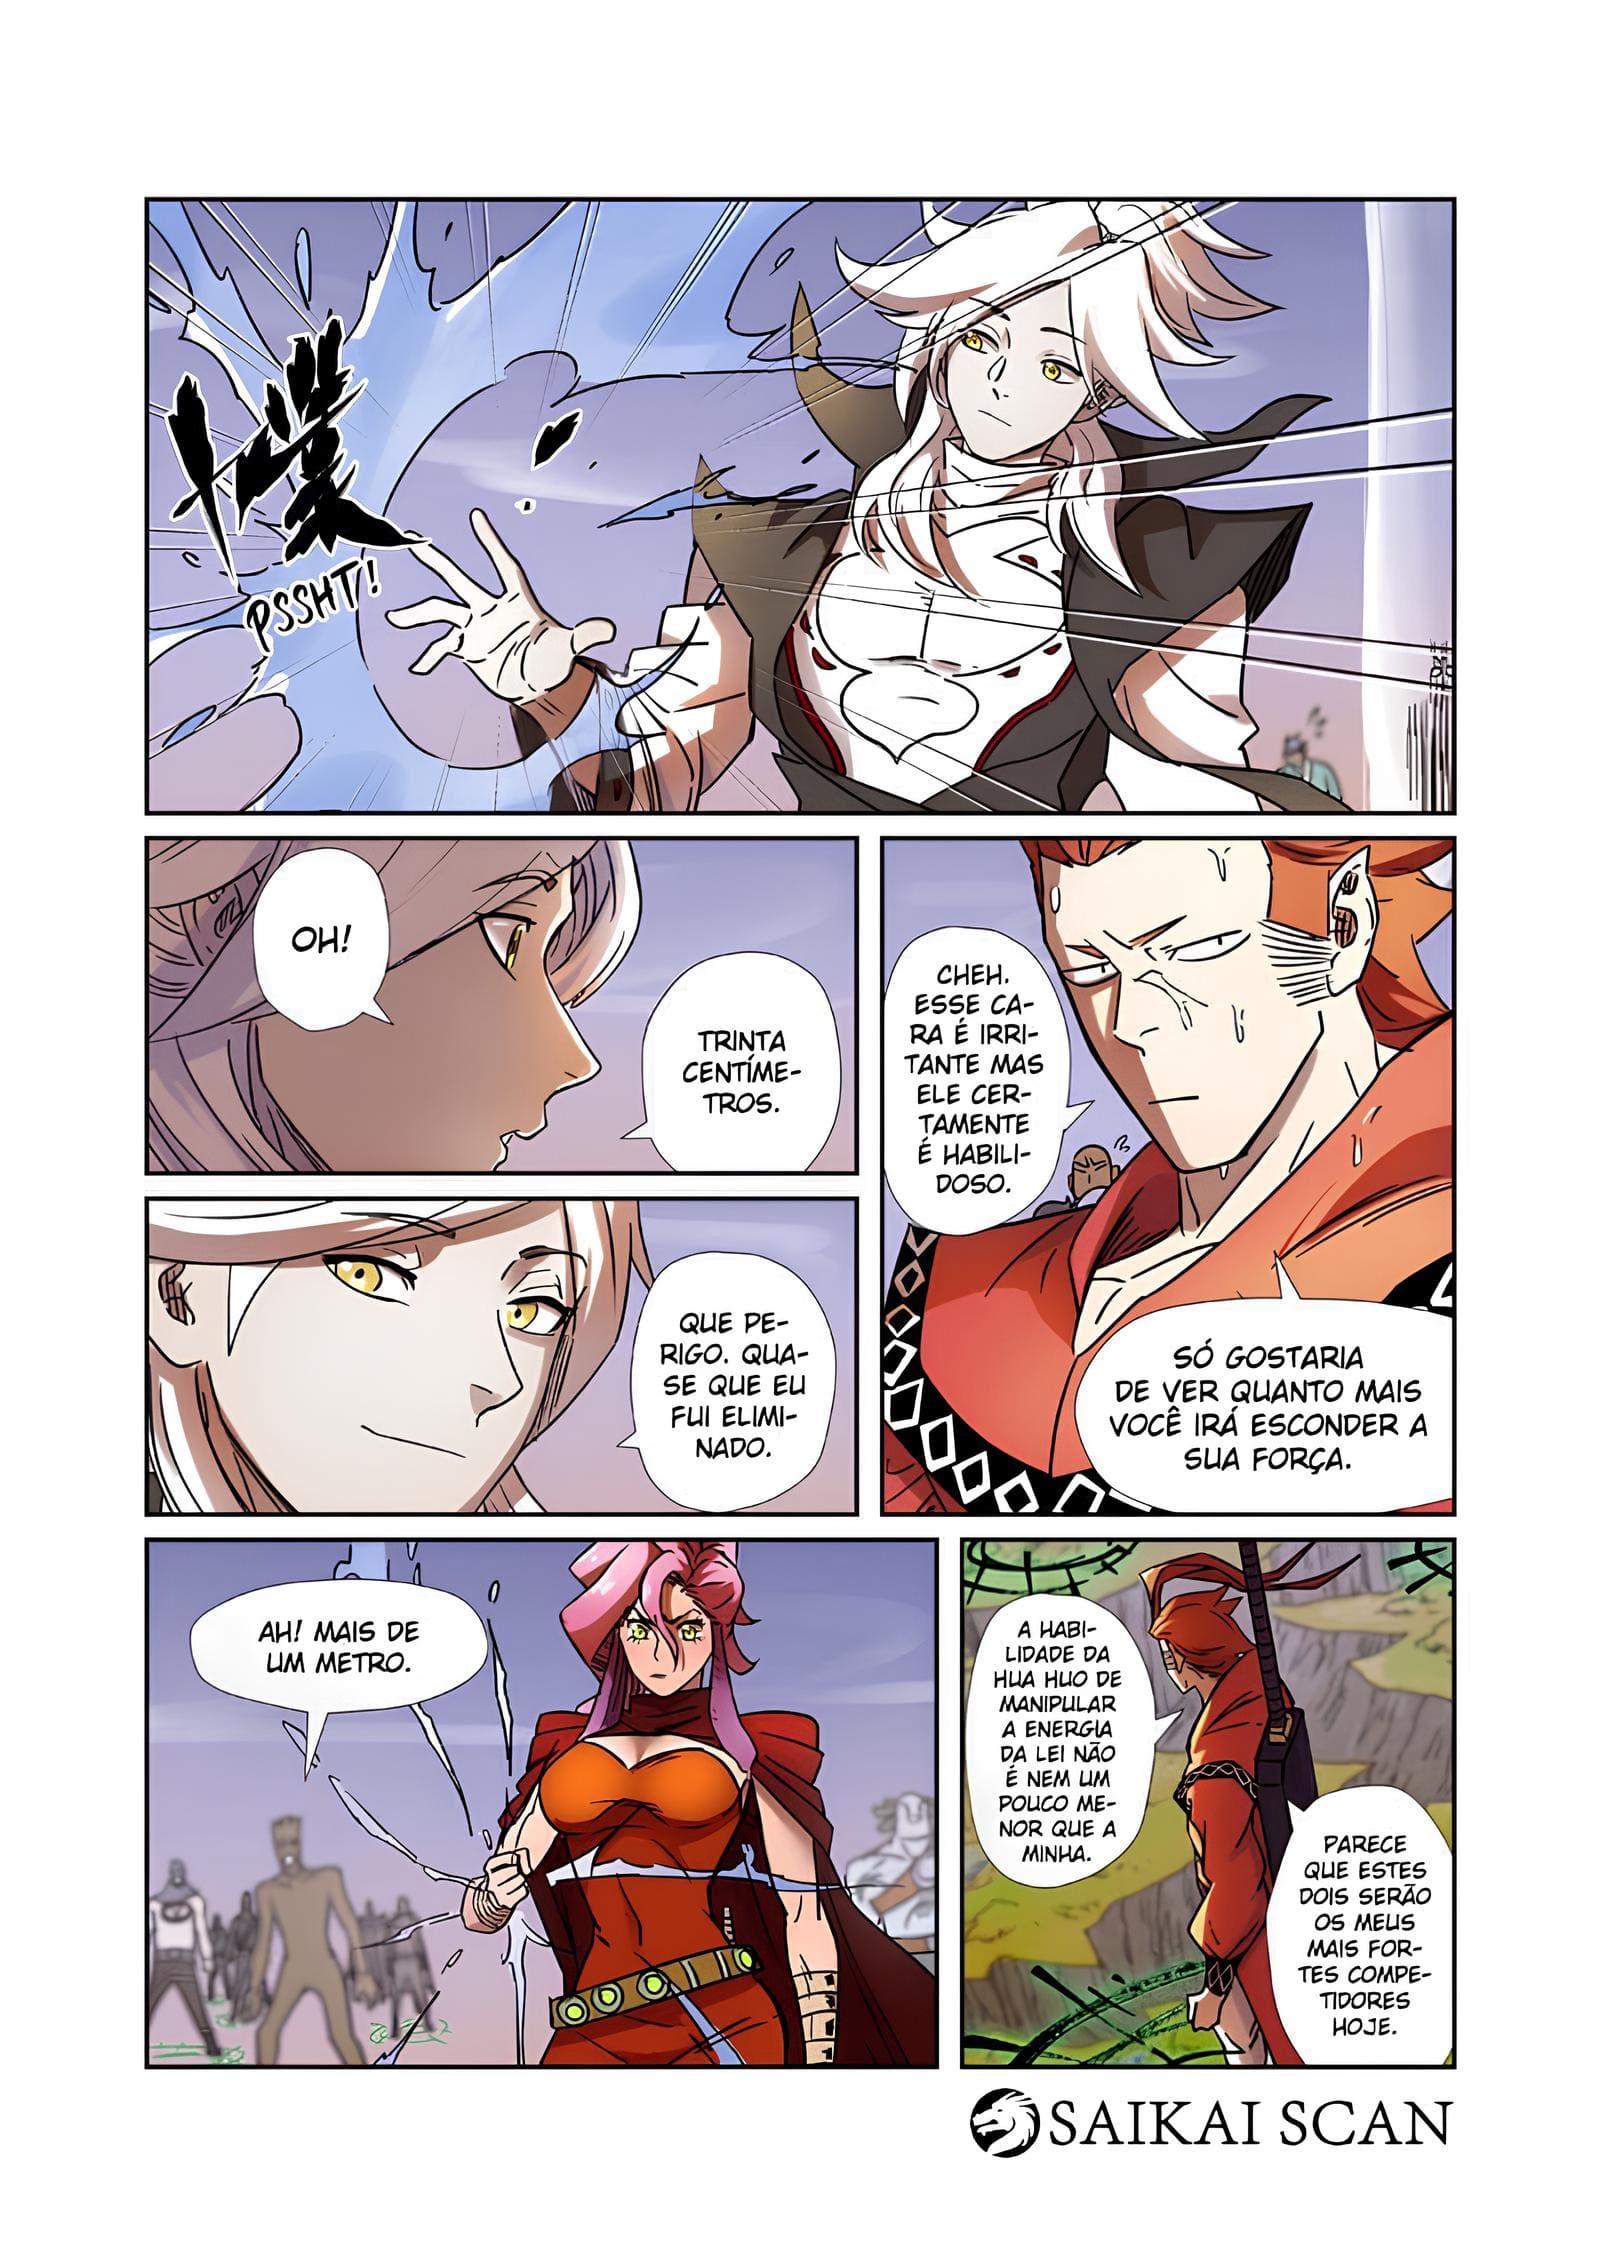 PSSHT!
OH!
TRINTA
CENTÍME-
TROS.
CHEH.
ESSE CA-
RA É IRRI-
TANTE MAS
ELE CER-
TAMENTE
É HABILI-
DOSO.
QUE PE-
RIGO. QUA-
SE QUE EU
FUI ELIMI-
NADO.
SÓ GOSTARIA
DE VER QUANTO MAIS
VOCÊ IRÁ ESCONDER A
SUA FORÇA.
AH! MAIS DE
UM METRO.
A HABI-
LIDADE DA
HUA HUO DE
MANIPULAR
A ENERGIA
DA LEI NÃO
É NEM UM
POUCO ME-
NOR QUE A
MINHA.
PARECE
QUE ESTES
DOIS SERÃO
OS MEUS
MAIS FOR-
TES COMPE-
TIDORES
HOJE.
SAIKAI SCAN